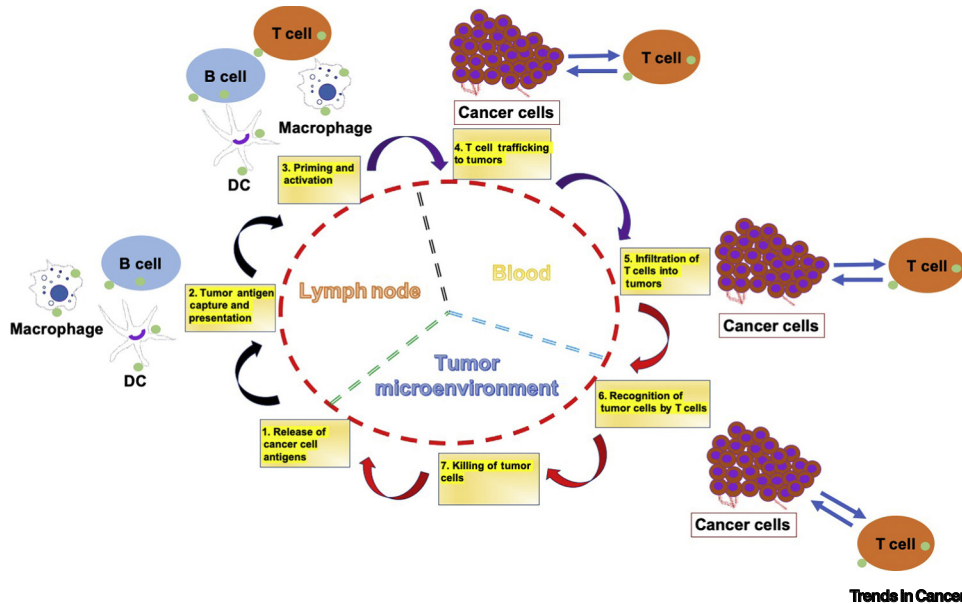 T cell
B cell
Macrophage
DC
3. Priming and
activation
Cancer cells
T cell
4. T cell trafficking
to tumors
B cell
Macrophage
DC
2. Tumor antigen
capture and
presentation
Lymph node
Blood
Tumor
microenvironment
5. Infiltration of
T cells into
tumors
T cell
Cancer cells
1. Release of
cancer cell
antigens
7. Killing of tumor
cells
6. Recognition of
tumor cells by T cells
Cancer cells
T cell
Trends in Cancer